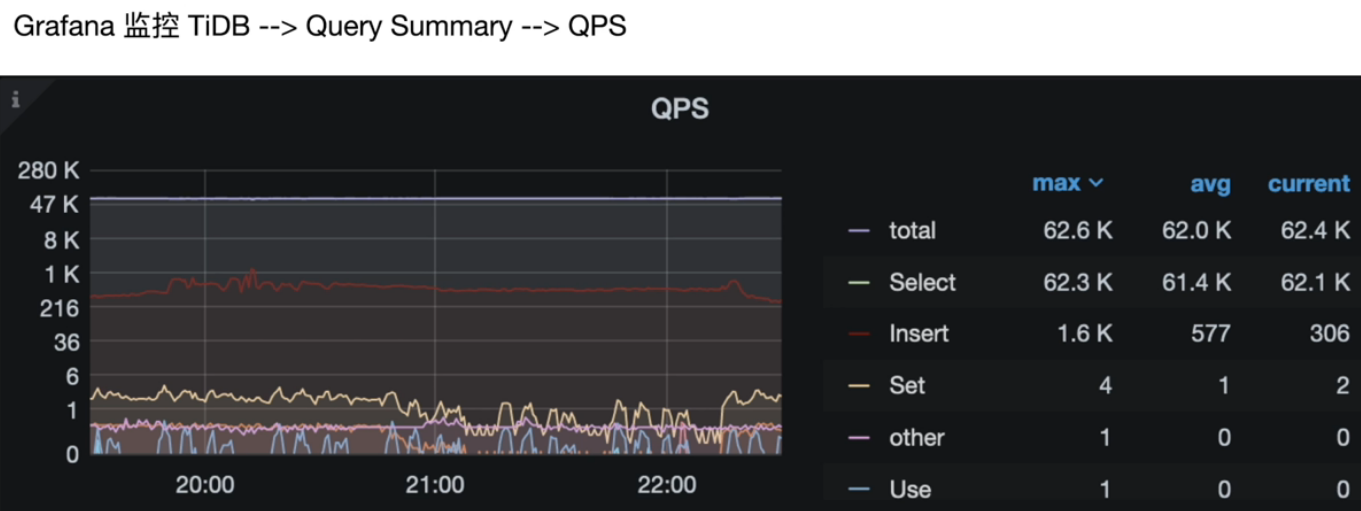 Grafana 监控 TiDB --> Query Summary --> QPS
i
QPS
280 K
47 K
8 K
1 K
216
36
6
1
0
20:00 21:00 22:00
max avg current
total 62.6 K 62.0 K 62.4 K
Select 62.3 K 61.4 K 62.1 K
Insert 1.6 K 577 306
Set 4 1 2
other 1 0 0
Use 1 0 0